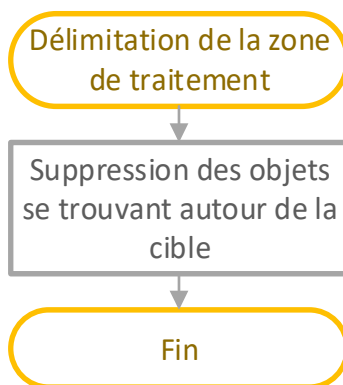 Délimitation de la zone
de traitement
Suppression des objets
se trouvant autour de la
cible
Fin